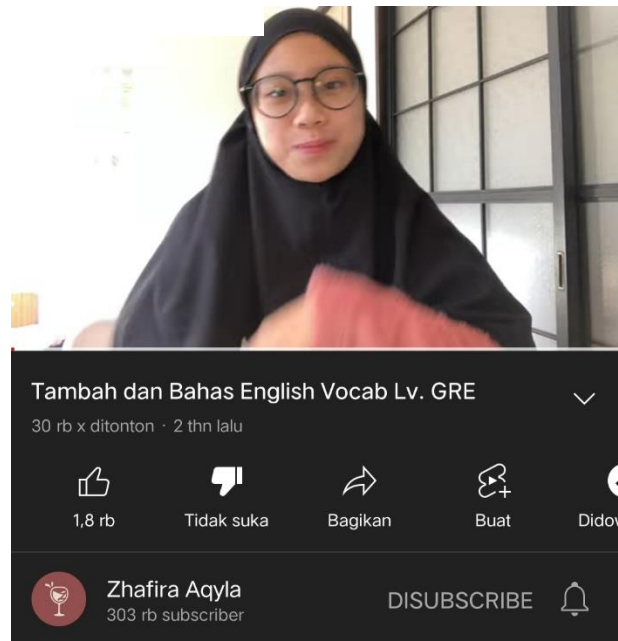 Tambah dan Bahas English Vocab Lv. GRE
30 rb x ditonton · 2 thn lalu
1,8 rb
Tidak suka
Bagikan
Buat
Zhafira Aqyla
303 rb subscriber
DISUBSCRIBE